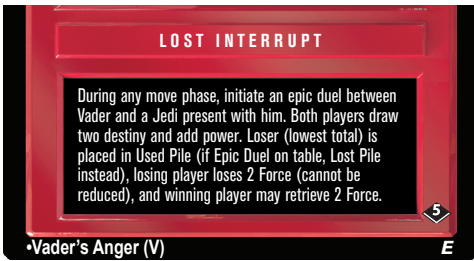 LOST INTERRUPT
During any move phase, initiate an epic duel between
Vader and a Jedi present with him. Both players draw
two destiny and add power. Loser (lowest total) is
placed in Used Pile (if Epic Duel on table, Lost Pile
instead), losing player loses 2 Force (cannot be
reduced), and winning player may retrieve 2 Force.
5
•Vader's Anger (V) E